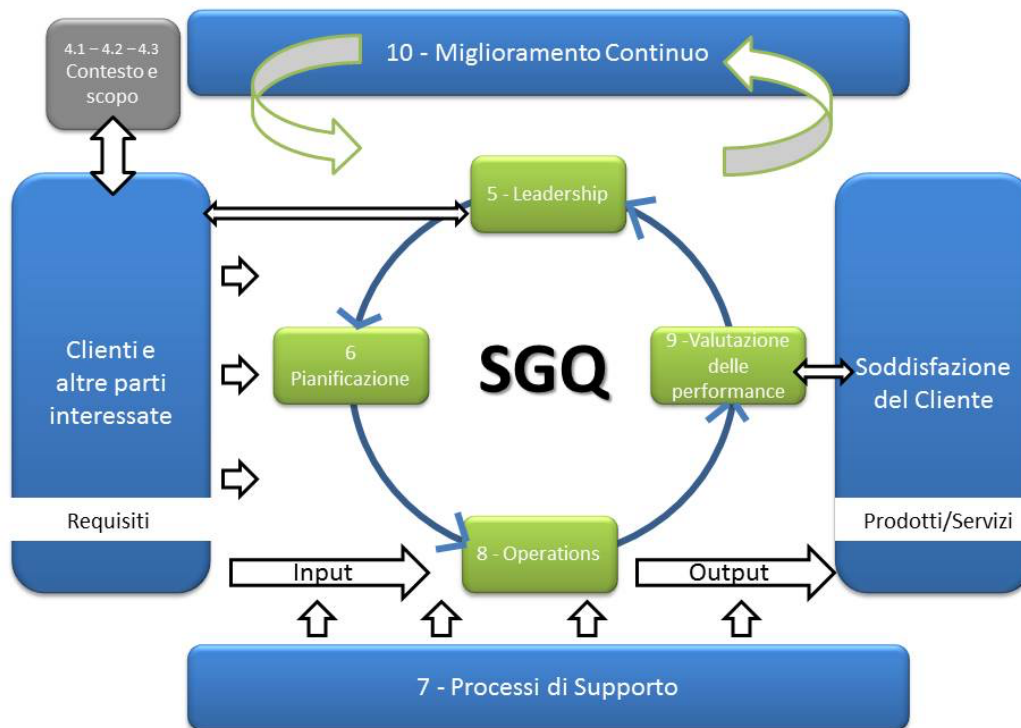 4.1 – 4.2 – 4.3
Contesto e
scopo
10 - Miglioramento Continuo
5 - Leadership
Clienti e
altre parti
interessate
6
Pianificazione
SGQ
9 -Valutazione
delle
performance
Soddisfazione
del Cliente
Requisiti
Prodotti/Servizi
Input
8 - Operations
Output
7 - Processi di Supporto